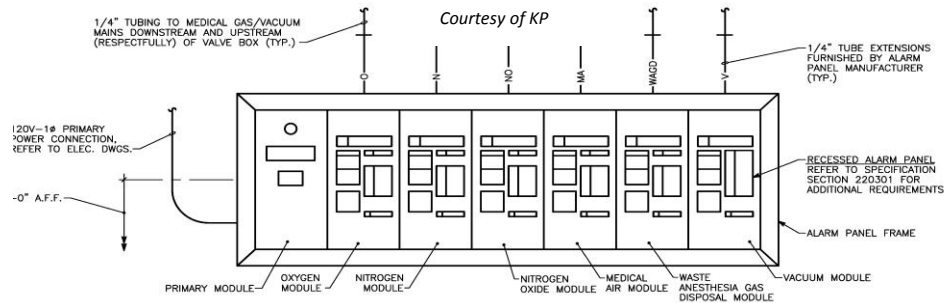 Courtesy of KP
1/4" TUBING TO MEDICAL GAS/VACUUM
MAINS DOWNSTREAM AND UPSTREAM
(RESPECTFULLY) OF VALVE BOX (TYP.)
1/4" TUBE EXTENSIONS
FURNISHED BY ALARM
PANEL MANUFACTURER
(TYP.)
O
N
NO
MA
WAGD
V
120V-1ø PRIMARY
POWER CONNECTION,
REFER TO ELEC. DWGS.
-0" A.F.F.
RECESSED ALARM PANEL
REFER TO SPECIFICATION
SECTION 220301 FOR
ADDITIONAL REQUIREMENTS
ALARM PANEL FRAME
PRIMARY MODULE
OXYGEN
MODULE
NITROGEN
MODULE
NITROGEN
OXIDE MODULE
MEDICAL
AIR MODULE
WASTE
ANESTHESIA GAS
DISPOSAL MODULE
VACUUM MODULE